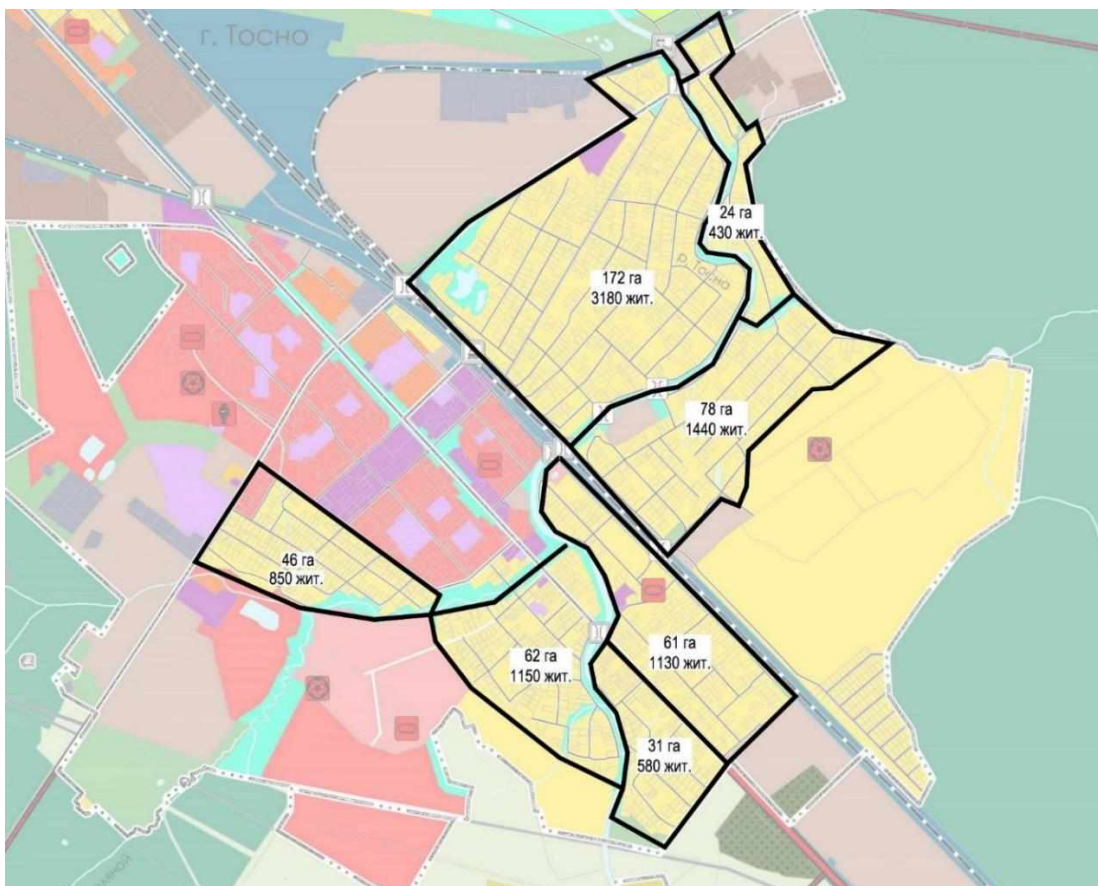 г. Тосно
24 га
430 жит.
р. Тосно
172 га
3180 жит.
78 га
1440 жит.
46 га
850 жит.
62 га
1150 жит.
61 га
1130 жит.
31 га
580 жит.